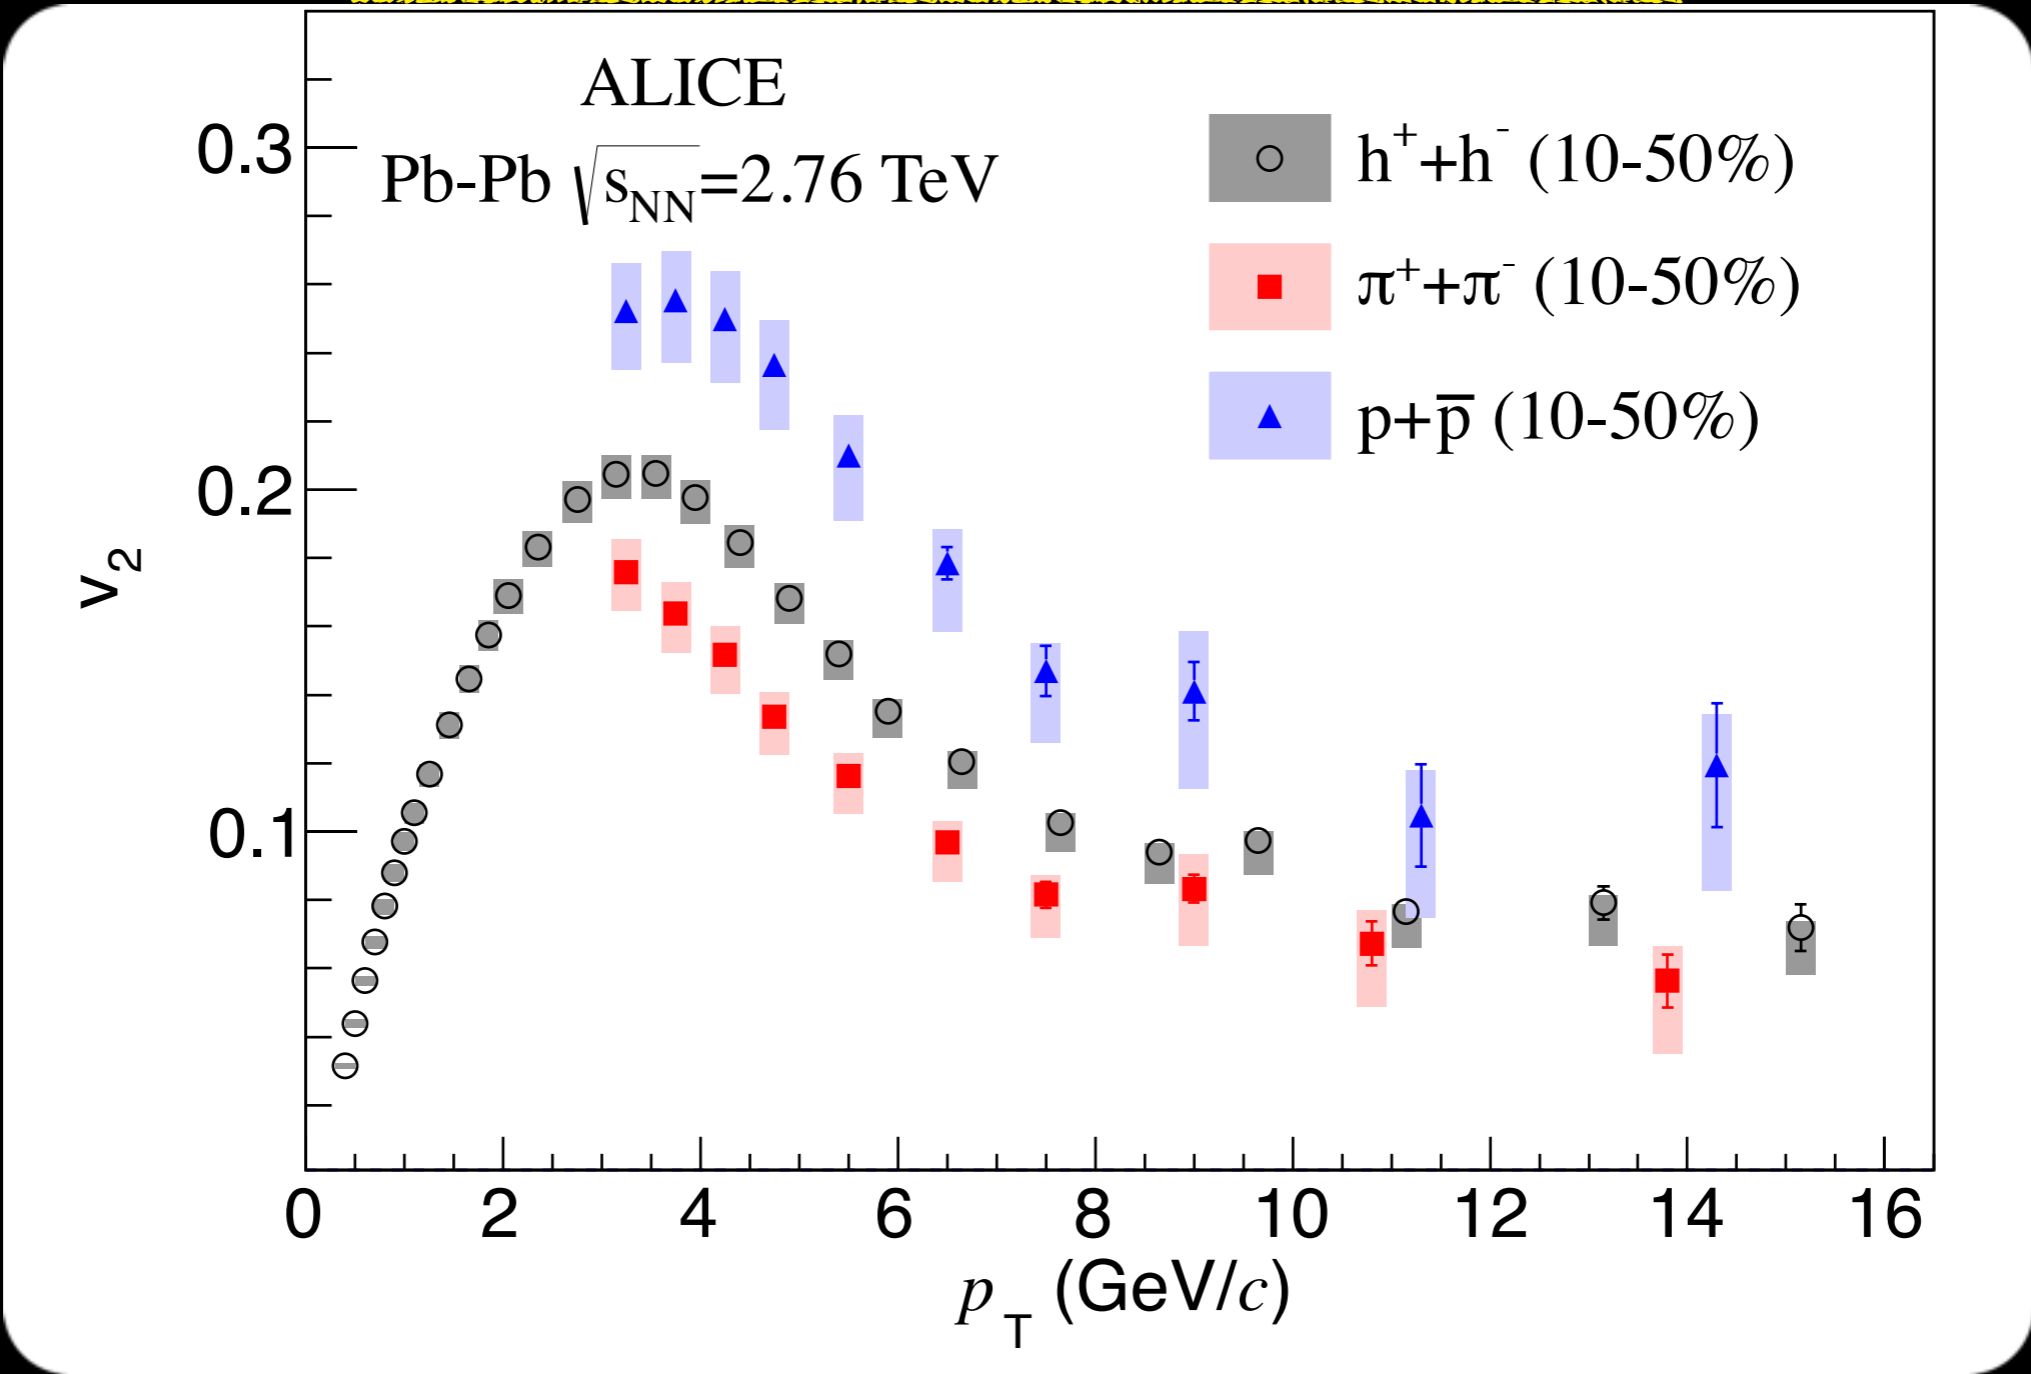 ALICE
Pb-Pb √sNN=2.76 TeV
h⁺+h⁻ (10-50%)
π⁺+π⁻ (10-50%)
p+p̅ (10-50%)
0.3
0.2
0.1
v₂
0 2 4 6 8 10 12 14 16
pT (GeV/c)